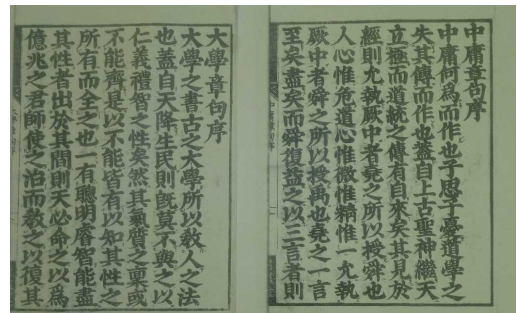 中庸章句序
中庸何爲而作也子思子憂道學之
失其傳而作也蓋自上古聖神繼天
立極而道統之傳有自來矣其見於
經則允執厥中者堯之所以授舜也
人心惟危道心惟微惟精惟一允執
厥中者舜之所以授禹也堯之一言
至矣盡矣而舜復益之以三言者則
中庸章句序
大學章句序
大學之書古之大學所以敎人之法
也蓋自天降生民則旣莫不與之以
仁義禮智之性矣然其氣質之稟或
不能齊是以不能皆有以知其性之
所有而全之也一有聰明睿智能盡
其性者出於其間則天必命之以爲
億兆之君師使之治而敎之以復其